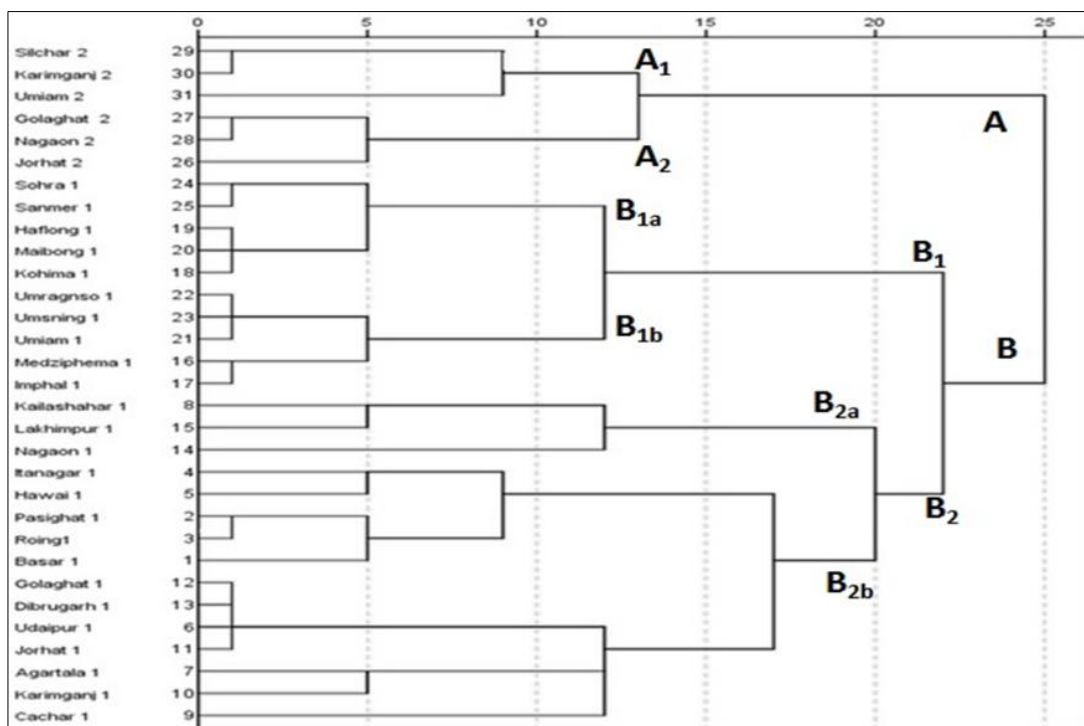 0 5 10 15 20 25
Silchar 2 29
Karimganj 2 30
Umiam 2 31
Golaghat 2 27
Nagaon 2 28
Jorhat 2 26
Sohra 1 24
Sanmer 1 25
Haflong 1 19
Maibong 1 20
Kohima 1 18
Umragnso 1 22
Umsning 1 23
Umiam 1 21
Medziphema 1 16
Imphal 1 17
Kailashahar 1 8
Lakhimpur 1 15
Nagaon 1 14
Itanagar 1 4
Hawai 1 5
Pasighat 1 2
Roing1 3
Basar 1 1
Golaghat 1 12
Dibrugarh 1 13
Udaipur 1 6
Jorhat 1 11
Agartala 1 7
Karimganj 1 10
Cachar 1 9
A1
A
A2
B1a
B1
B1b
B
B2a
B2
B2b